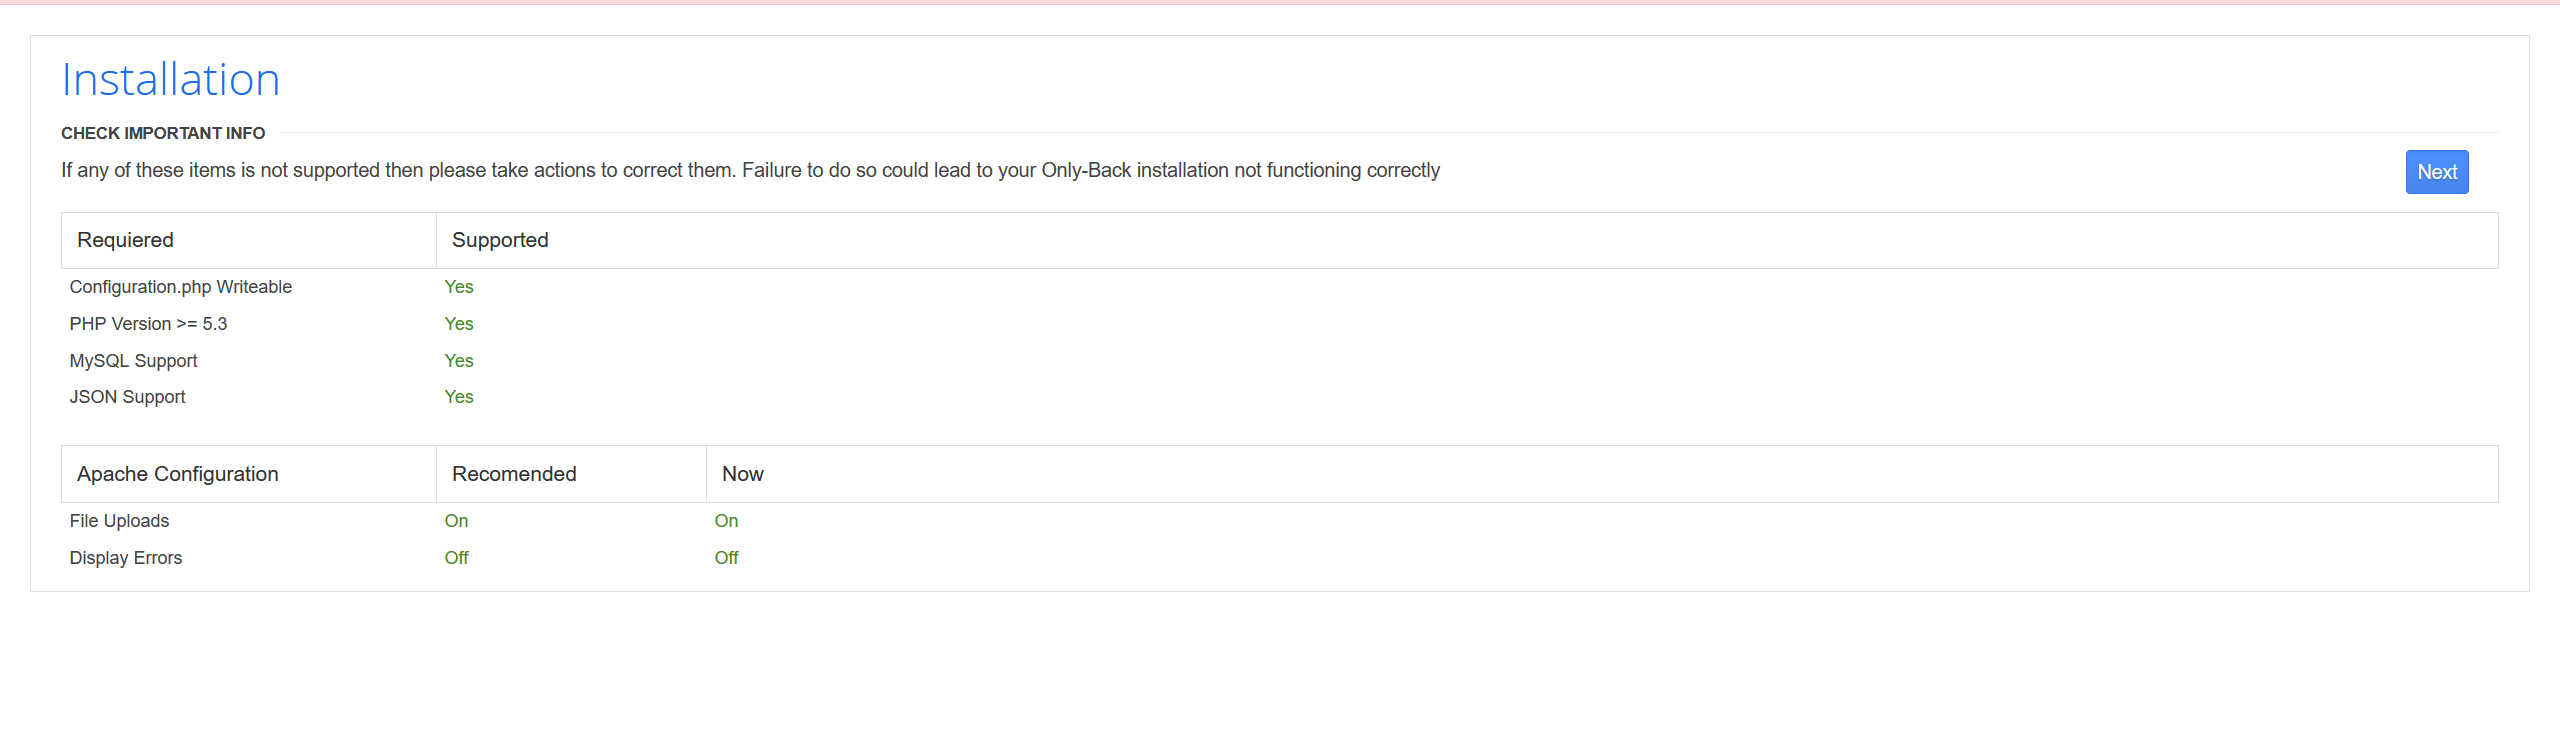 Installation
CHECK IMPORTANT INFO
If any of these items is not supported then please take actions to correct them. Failure to do so could lead to your Only-Back installation not functioning correctly
Next
Requiered Supported
Configuration.php Writeable Yes
PHP Version >= 5.3 Yes
MySQL Support Yes
JSON Support Yes
Apache Configuration Recomended Now
File Uploads On On
Display Errors Off Off